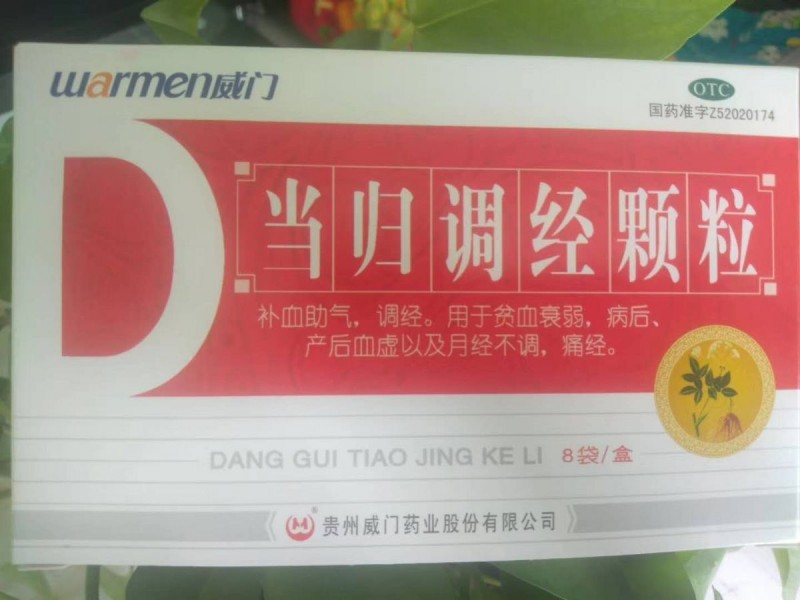 warmen威门
OTC
国药准字Z52020174
当归调经颗粒
补血助气，调经。用于贫血衰弱，病后、
产后血虚以及月经不调，痛经。
DANG GUI TIAO JING KE LI 8袋/盒
贵州威门药业股份有限公司